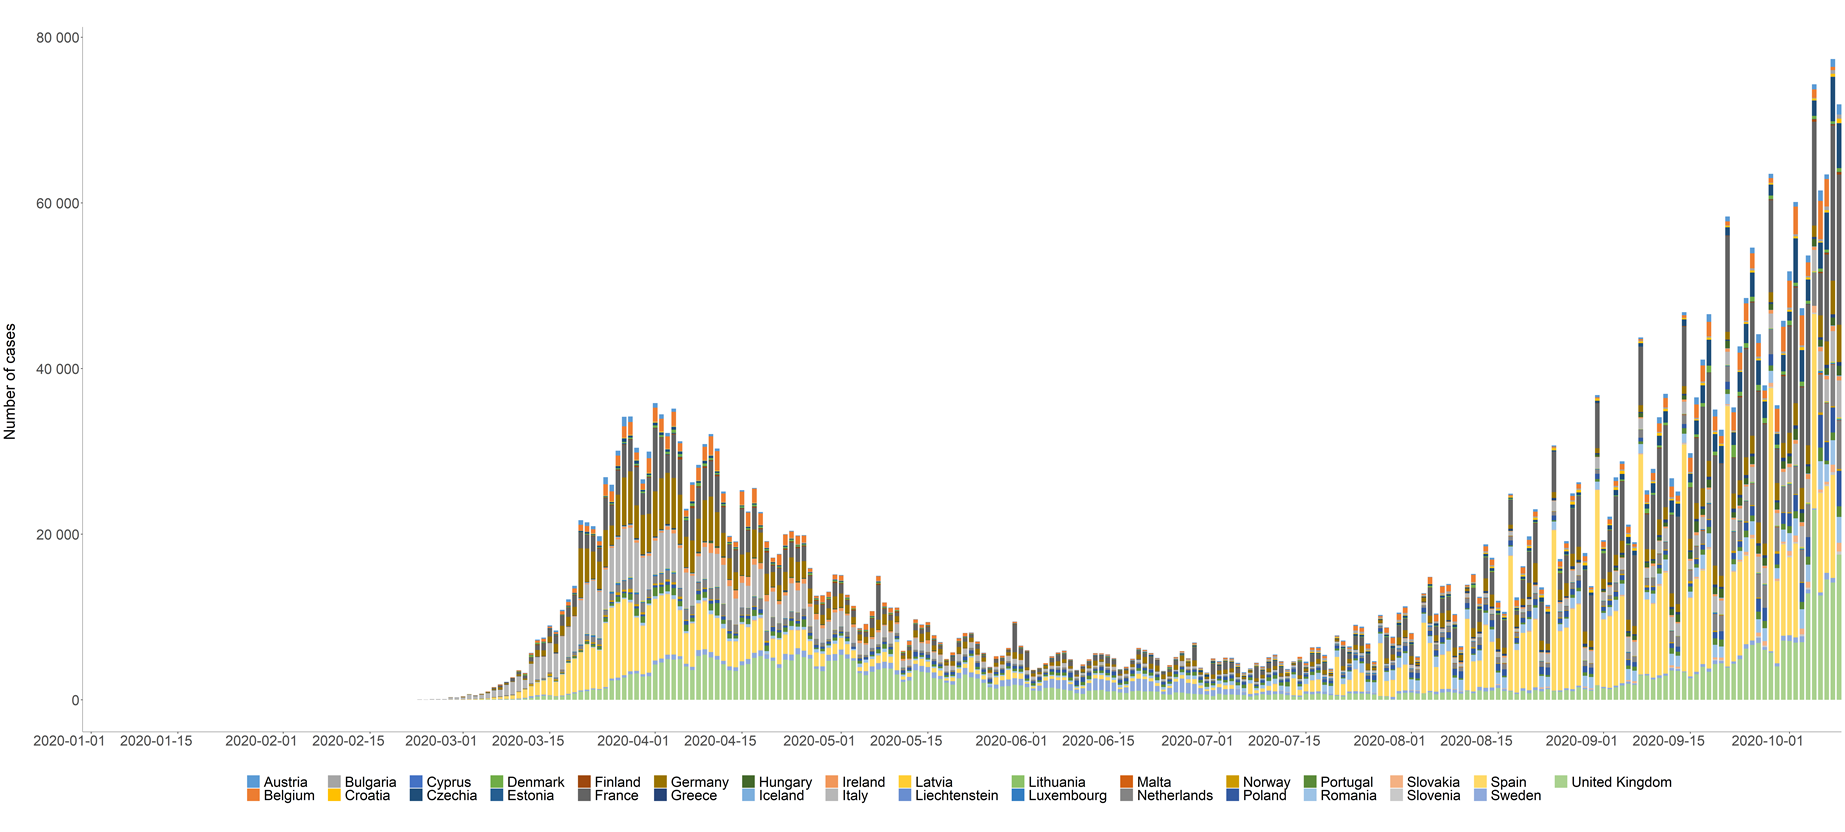 80 000
60 000
40 000
20 000
0
Number of cases
2020-01-01 2020-01-15 2020-02-01 2020-02-15 2020-03-01 2020-03-15 2020-04-01 2020-04-15 2020-05-01 2020-05-15 2020-06-01 2020-06-15 2020-07-01 2020-07-15 2020-08-01 2020-08-15 2020-09-01 2020-09-15 2020-10-01
Austria Bulgaria Cyprus Denmark Finland Germany Hungary Ireland Latvia Lithuania Malta Norway Portugal Slovakia Spain United Kingdom
Belgium Croatia Czechia Estonia France Greece Iceland Italy Liechtenstein Luxembourg Netherlands Poland Romania Slovenia Sweden